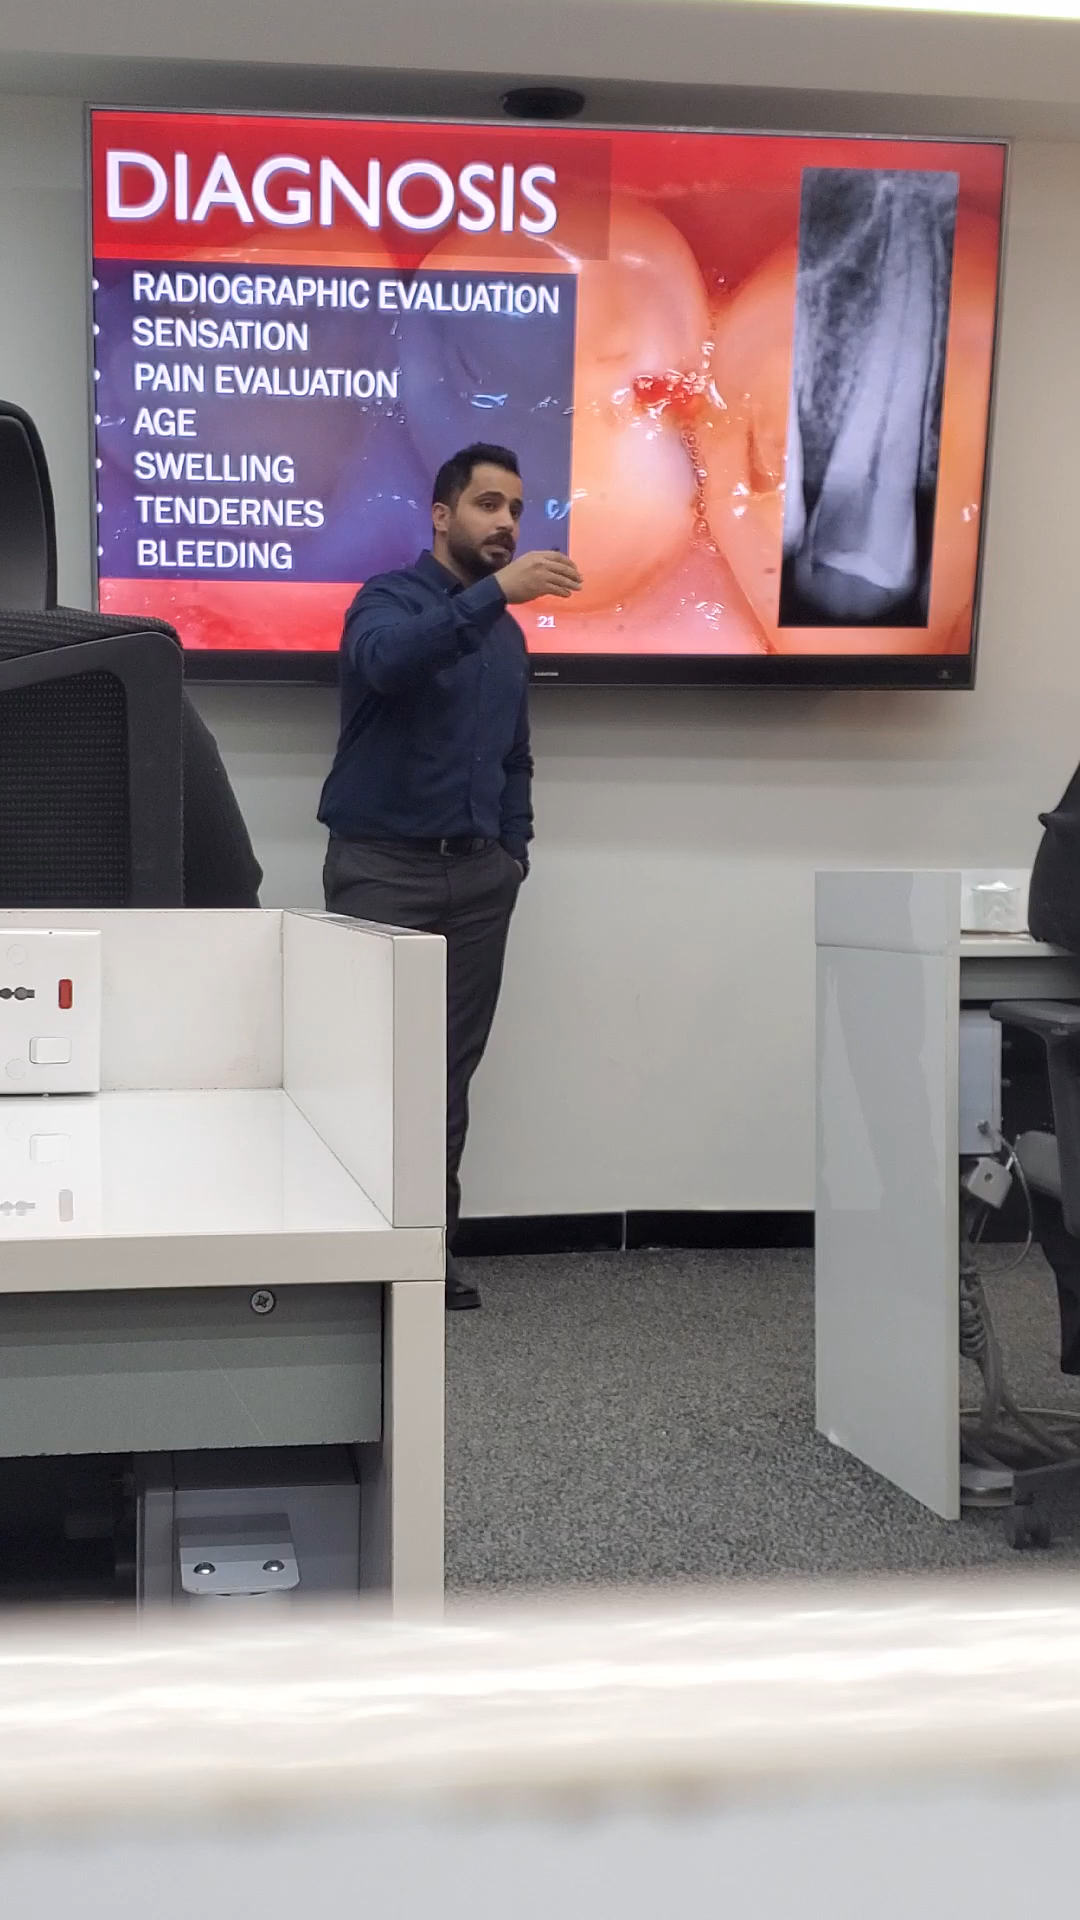 DIAGNOSIS
RADIOGRAPHIC EVALUATION
SENSATION
PAIN EVALUATION
AGE
SWELLING
TENDERNES
BLEEDING
21